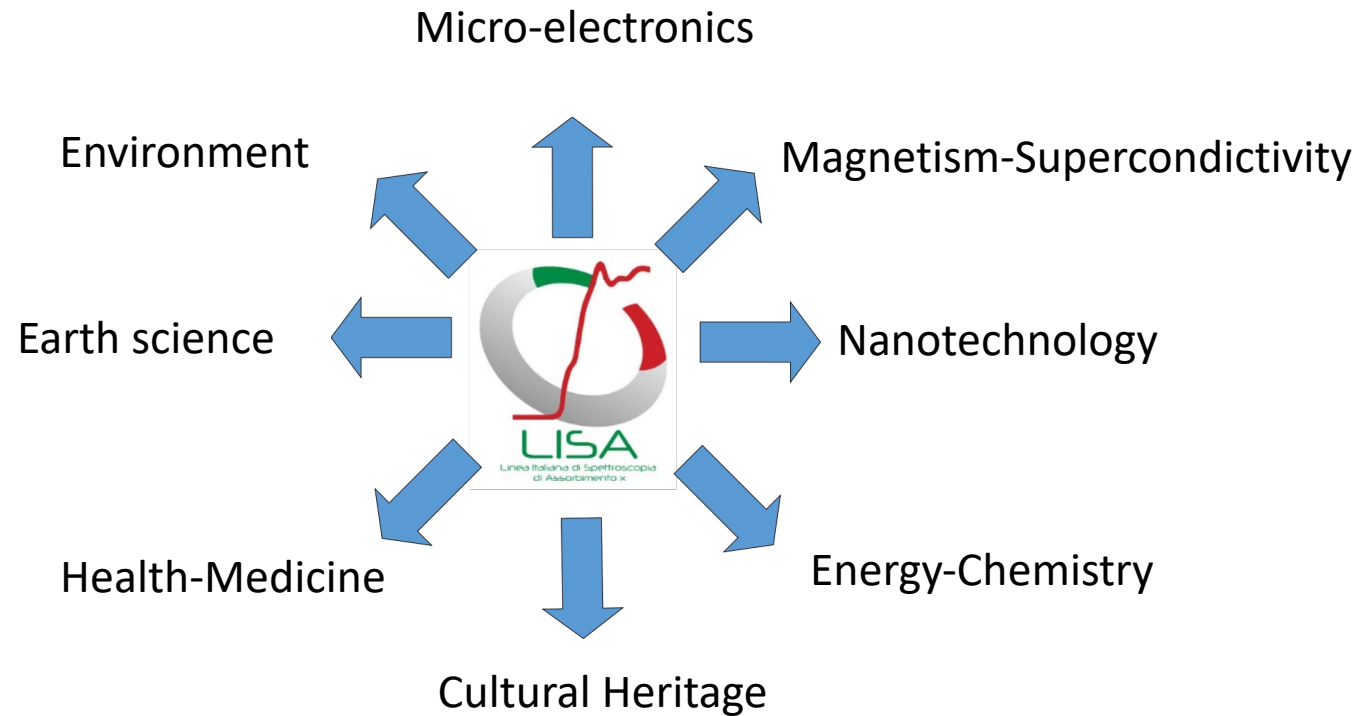 Micro-electronics
Environment
Magnetism-Supercondictivity
Earth science
Nanotechnology
LISA
Linea Italiana di Spettroscopia
di Assorbimento x
Health-Medicine
Energy-Chemistry
Cultural Heritage